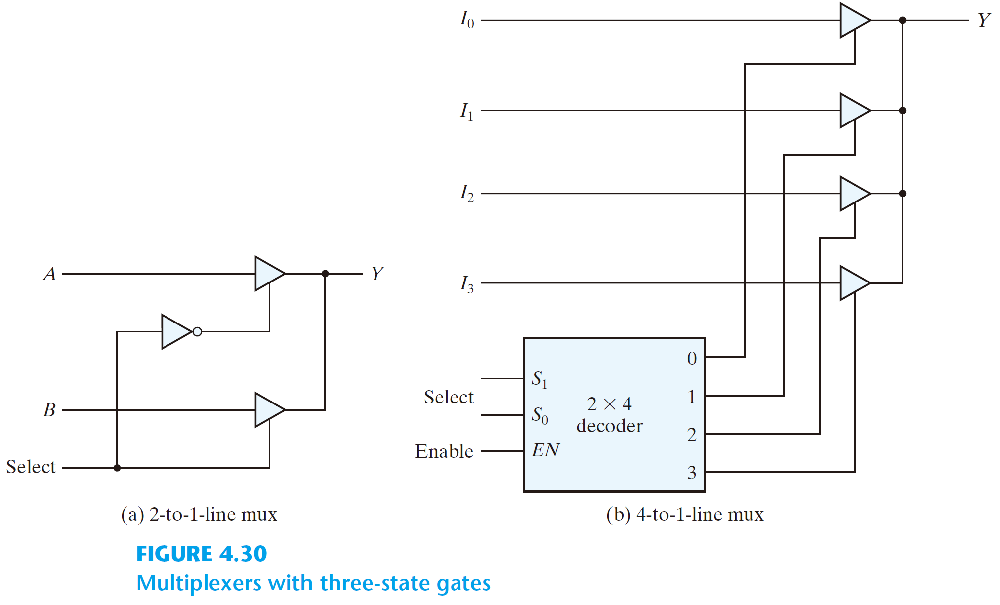 A
Y
B
Select
(a) 2-to-1-line mux
I₀
Y
I₁
I₂
I₃
Select
Enable
S₁
S₀
EN
2 × 4
decoder
0
1
2
3
(b) 4-to-1-line mux
FIGURE 4.30
Multiplexers with three-state gates